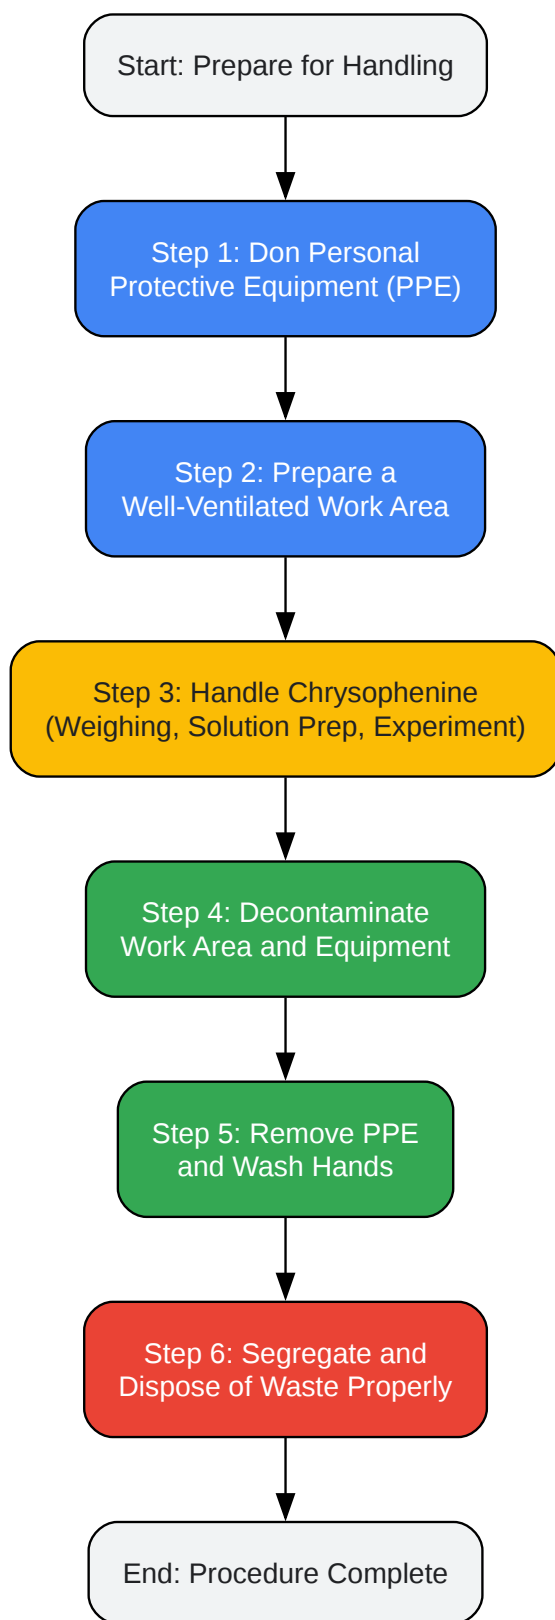 Start: Prepare for Handling
Step 1: Don Personal
Protective Equipment (PPE)
Step 2: Prepare a
Well-Ventilated Work Area
Step 3: Handle Chrysophenine
(Weighing, Solution Prep, Experiment)
Step 4: Decontaminate
Work Area and Equipment
Step 5: Remove PPE
and Wash Hands
Step 6: Segregate and
Dispose of Waste Properly
End: Procedure Complete